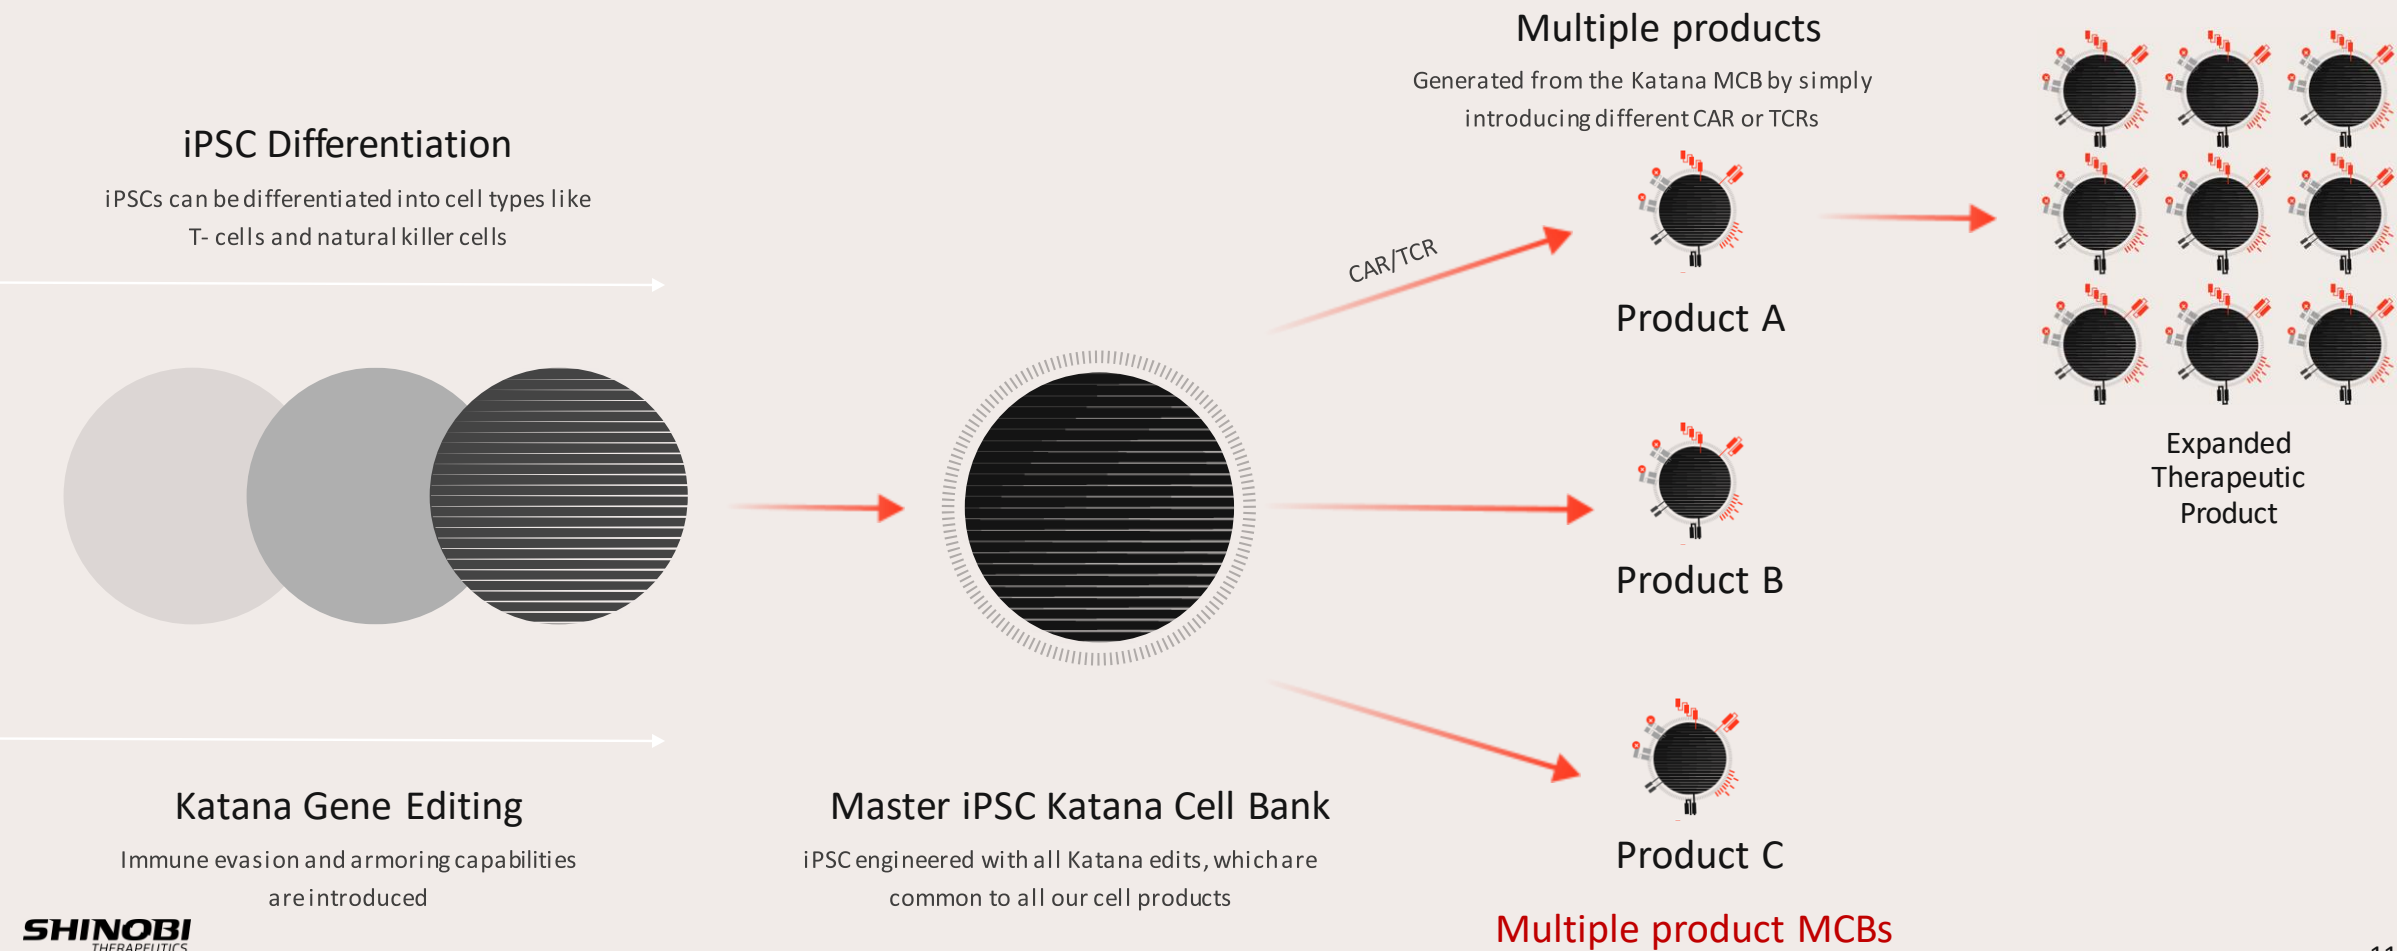 iPSC Differentiation
iPSCs can be differentiated into cell types like
T- cells and natural killer cells
Katana Gene Editing
Immune evasion and armoring capabilities
are introduced
Master iPSC Katana Cell Bank
iPSC engineered with all Katana edits, which are
common to all our cell products
CAR/TCR
Multiple products
Generated from the Katana MCB by simply
introducing different CAR or TCRs
Product A
Product B
Product C
Multiple product MCBs
Expanded
Therapeutic
Product
SHINOBI
THERAPEUTICS
11